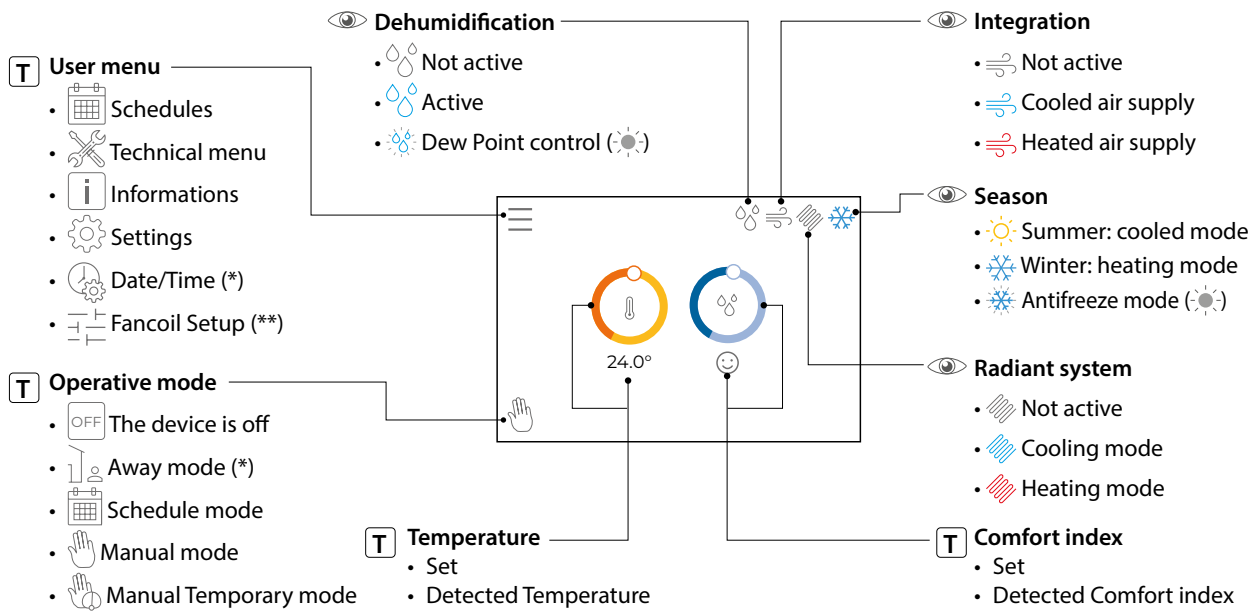 T User menu
• Schedules
• Technical menu
• i Informations
• Settings
• Date/Time (*)
• Fancoil Setup (**)
T Operative mode
• OFF The device is off
• Away mode (*)
• Schedule mode
• Manual mode
• Manual Temporary mode
Dehumidification
• Not active
• Active
• Dew Point control ( )
24.0°
T Temperature
• Set
• Detected Temperature
Integration
• Not active
• Cooled air supply
• Heated air supply
Season
• Summer: cooled mode
• Winter: heating mode
• Antifreeze mode ( )
Radiant system
• Not active
• Cooling mode
• Heating mode
T Comfort index
• Set
• Detected Comfort index